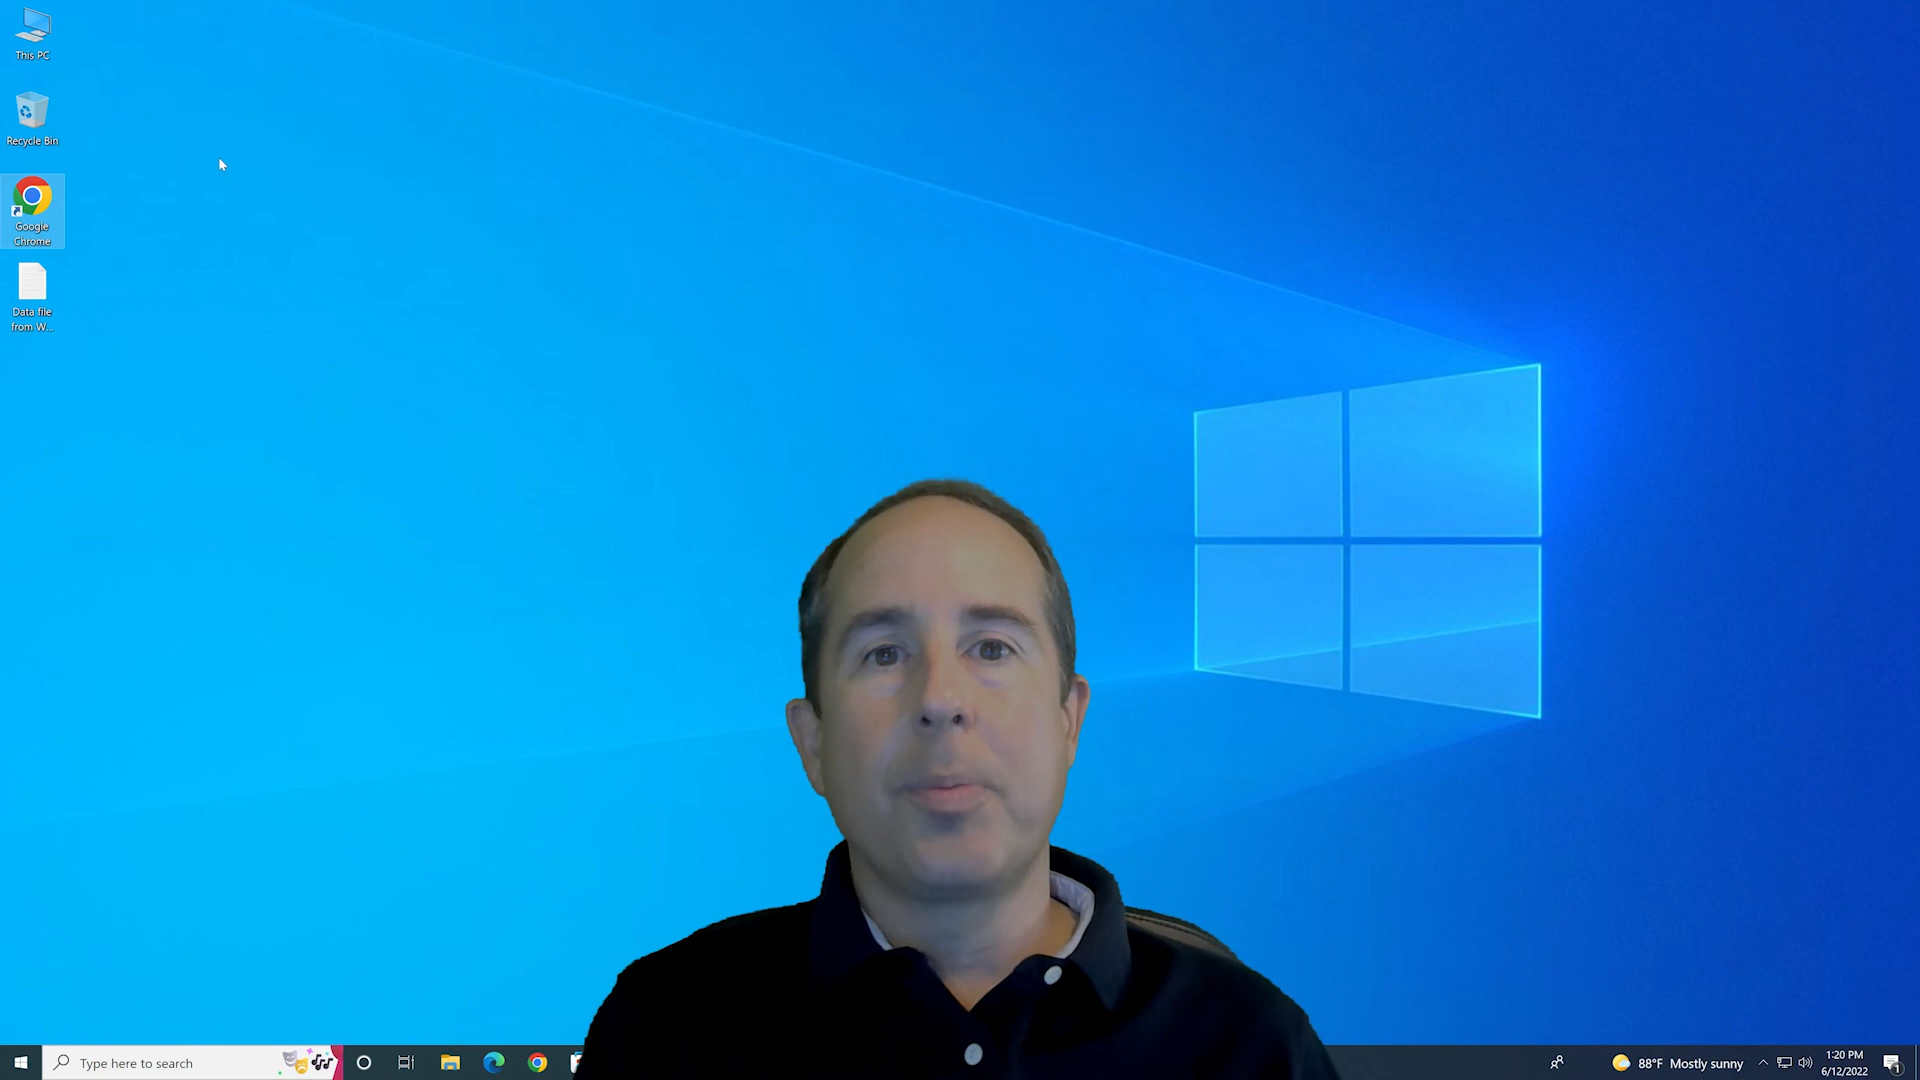 This PC
Recycle Bin
Google
Chrome
Data file
from W...
Type here to search
88°F Mostly sunny
1:20 PM
6/12/2022
1